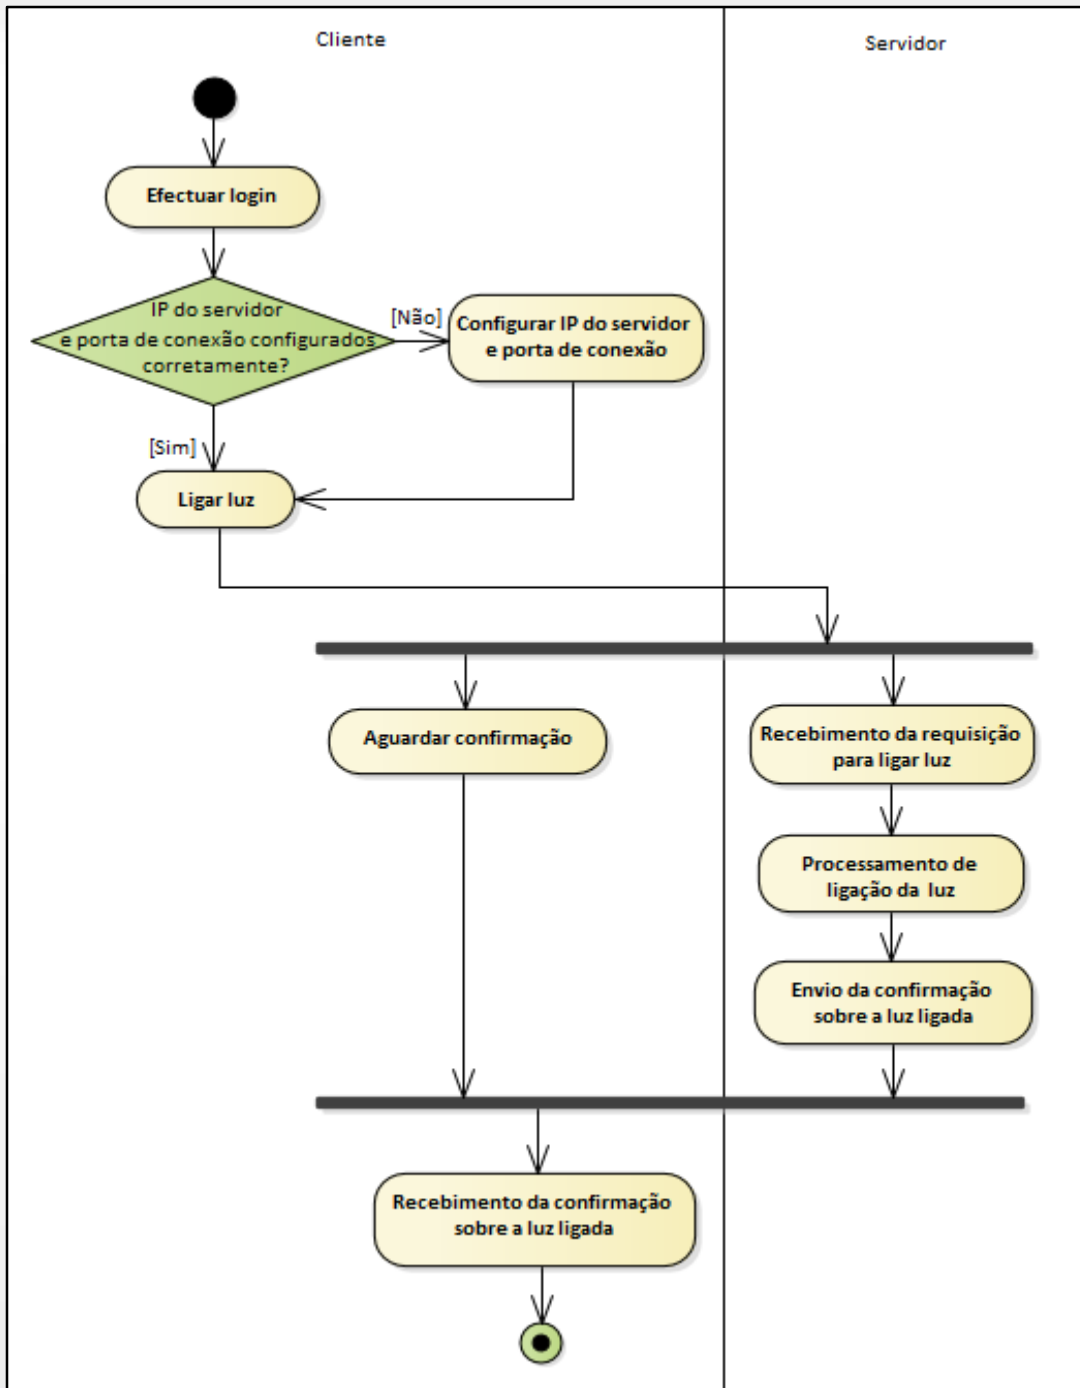 Cliente
Servidor
Efectuar login
IP do servidor
e porta de conexão configurados
corretamente?
[Não]
Configurar IP do servidor
e porta de conexão
[Sim]
Ligar luz
Aguardar confirmação
Recebimento da requisição
para ligar luz
Processamento de
ligação da luz
Envio da confirmação
sobre a luz ligada
Recebimento da confirmação
sobre a luz ligada